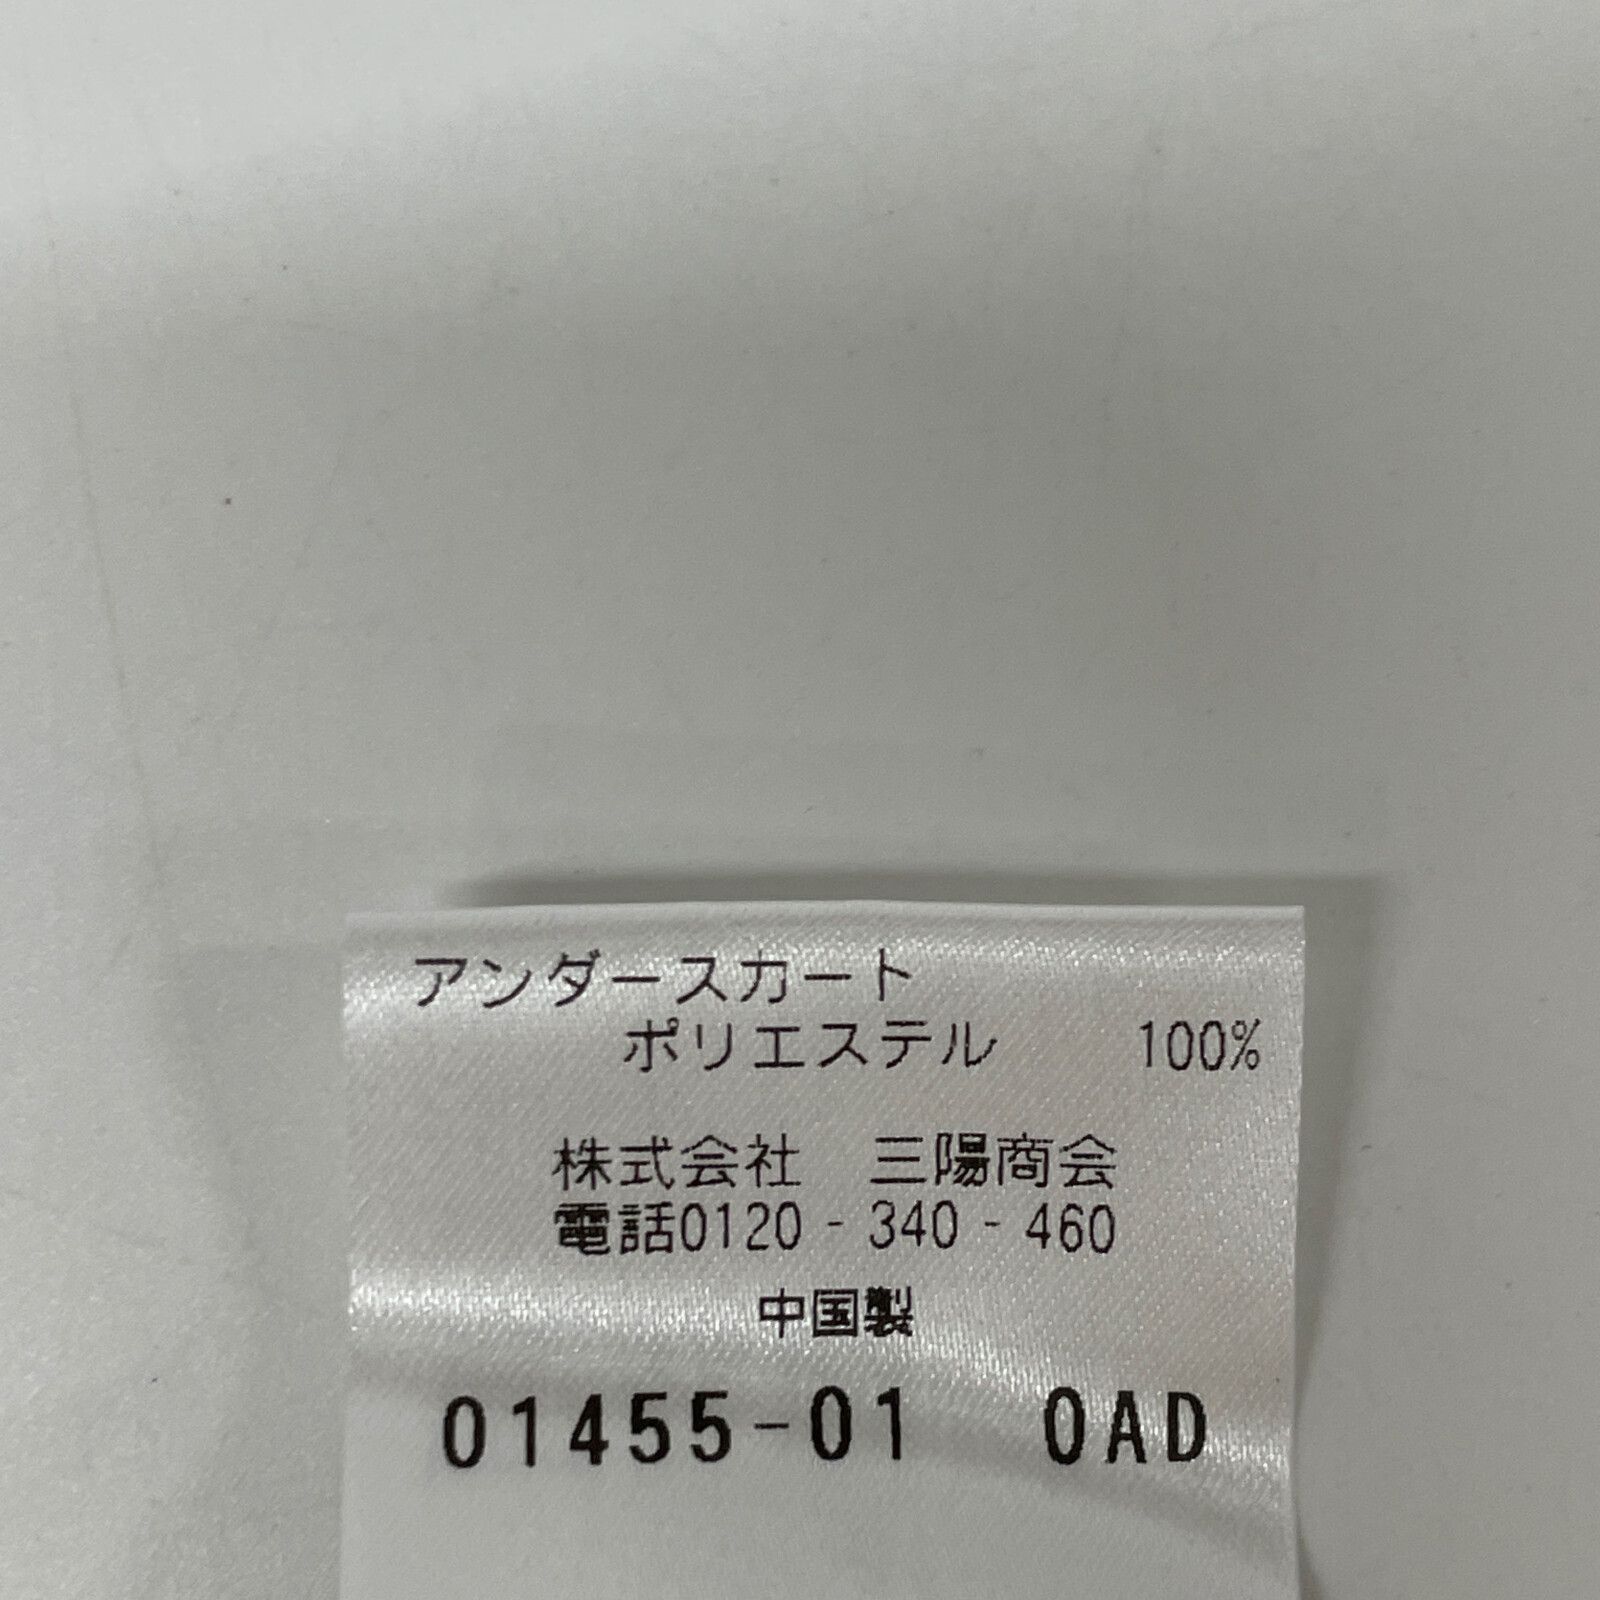 アンダースカート
ポリエステル 100%
株式会社 三陽商会
電話0120-340-460
中国製
01455-01 0AD